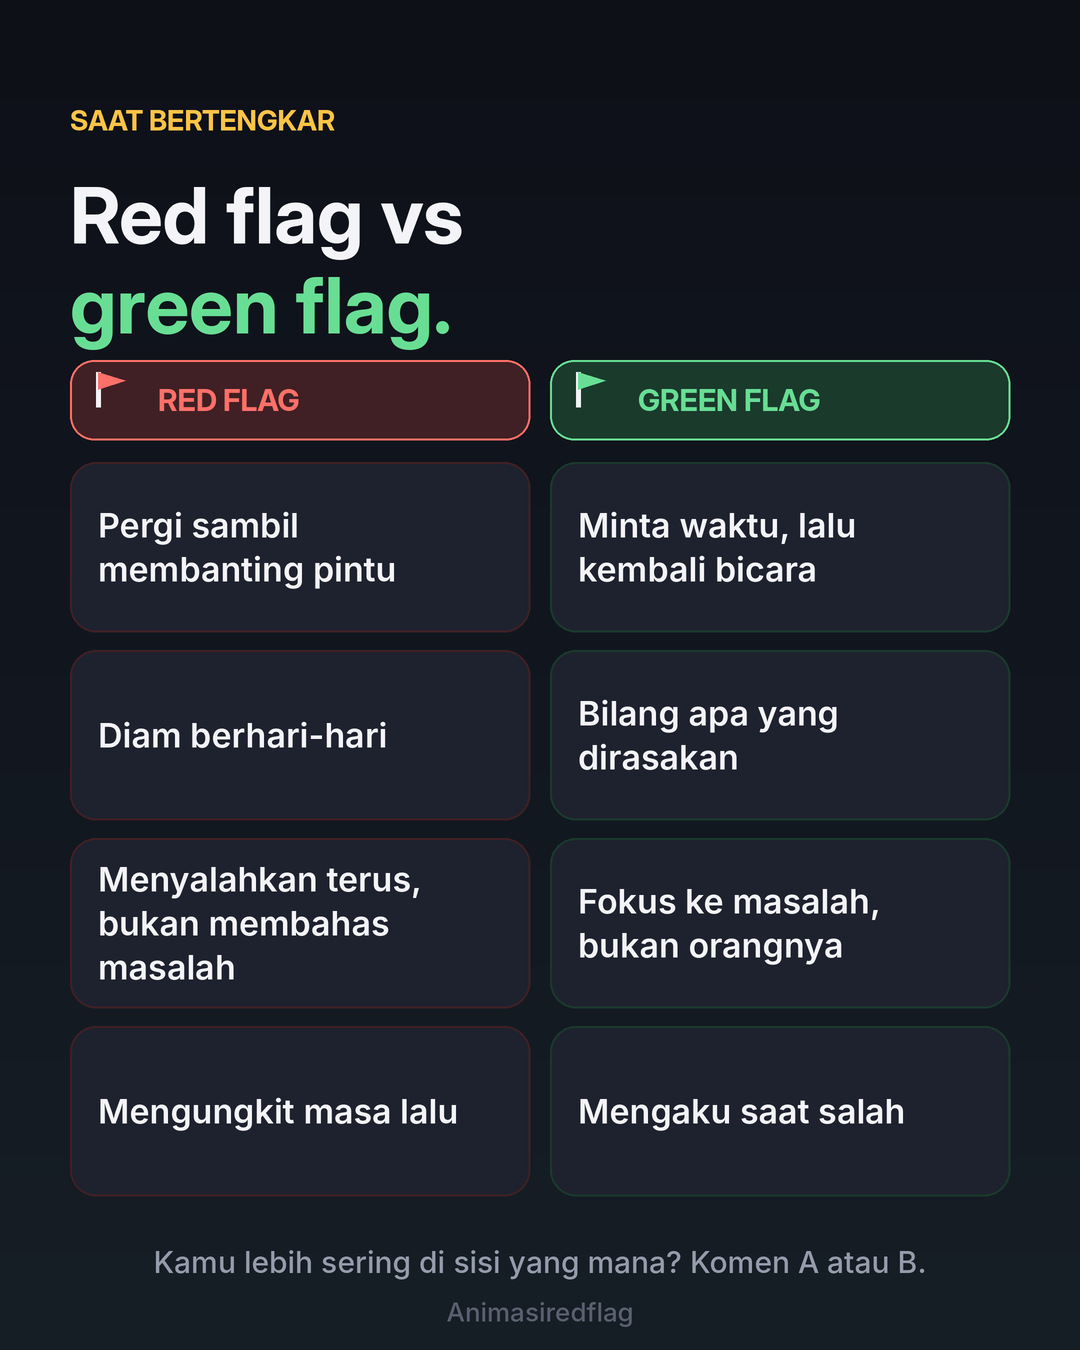 SAAT BERTENGKAR
Red flag vs
green flag.
RED FLAG
GREEN FLAG
Pergi sambil
membanting pintu
Minta waktu, lalu
kembali bicara
Diam berhari-hari
Bilang apa yang
dirasakan
Menyalahkan terus,
bukan membahas
masalah
Fokus ke masalah,
bukan orangnya
Mengungkit masa lalu
Mengaku saat salah
Kamu lebih sering di sisi yang mana? Komen A atau B.
Animasiredflag